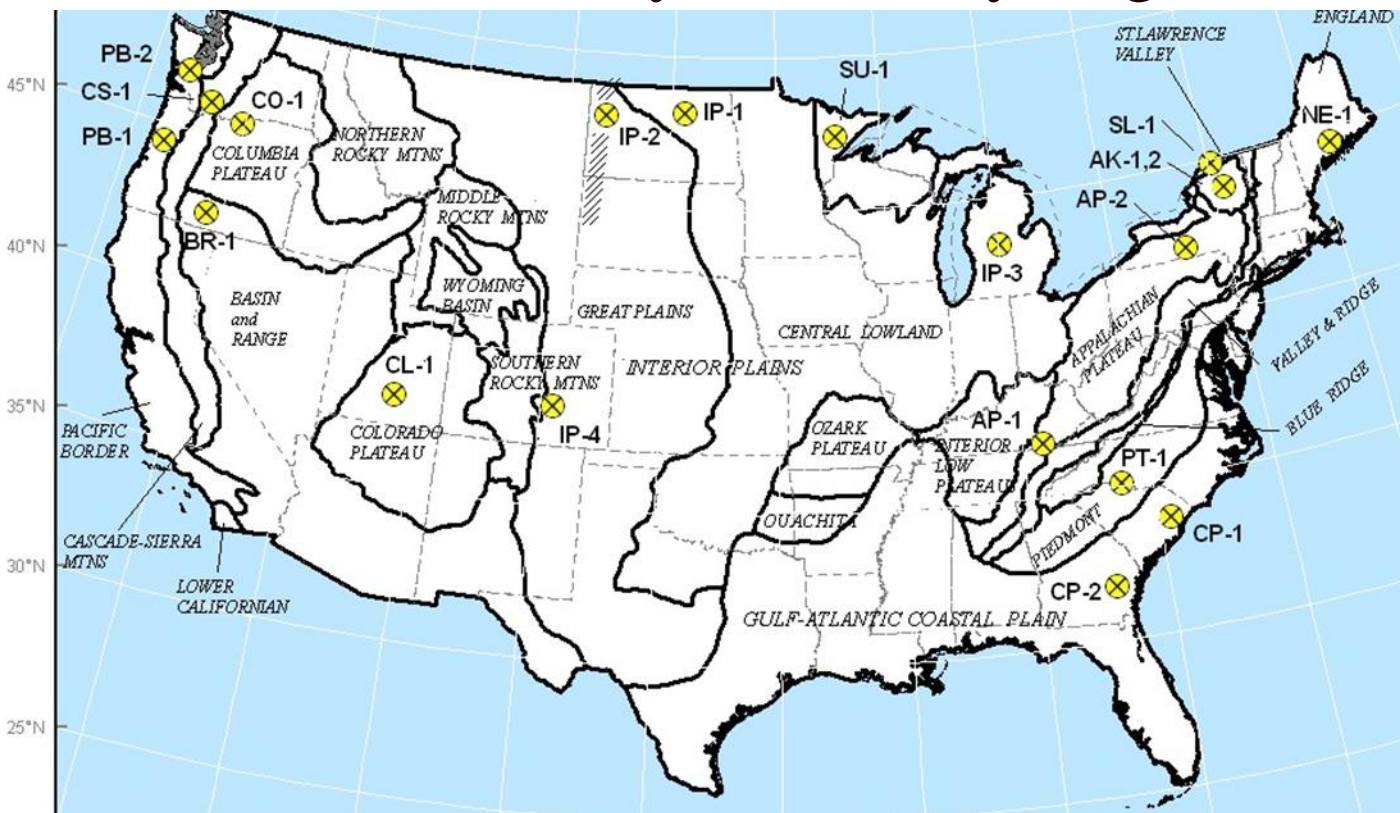 ENGLAND
ST.LAWRENCE
VALLEY
PB-2
SU-1
45°N
CS-1
CO-1
IP-2
IP-1
NE-1
SL-1
PB-1
NORTHERN
ROCKY MTNS
AK-1,2
COLUMBIA
PLATEAU
AP-2
MIDDLE
ROCKY MTNS
BR-1
40°N
IP-3
WYOMING
BASIN
BASIN
and
RANGE
GREAT PLAINS
CENTRAL LOWLAND
APPALACHIAN
PLATEAU
VALLEY & RIDGE
CL-1
SOUTHERN
ROCKY MTNS
INTERIOR PLAINS
BLUE RIDGE
35°N
IP-4
AP-1
PACIFIC
BORDER
COLORADO
PLATEAU
OZARK
PLATEAU
INTERIOR
LOW
PLATEAUS
PT-1
OUACHITA
PIEDMONT
CP-1
CASCADE-SIERRA
MTNS
30°N
LOWER
CALIFORNIAN
CP-2
GULF-ATLANTIC COASTAL PLAIN
25°N